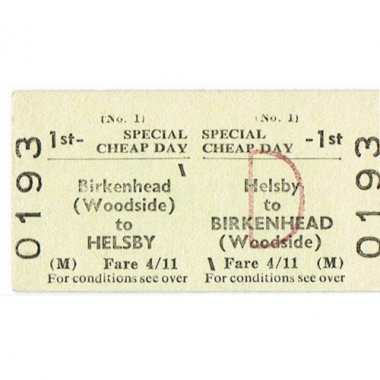 (No. 1) (No. 1)
1st- SPECIAL CHEAP DAY SPECIAL CHEAP DAY -1st
0193 0193
Birkenhead
(Woodside)
to
HELSBY
(M) Fare 4/11
For conditions see over
Helsby
to
BIRKENHEAD
(Woodside)
Fare 4/11 (M)
For conditions see over
D